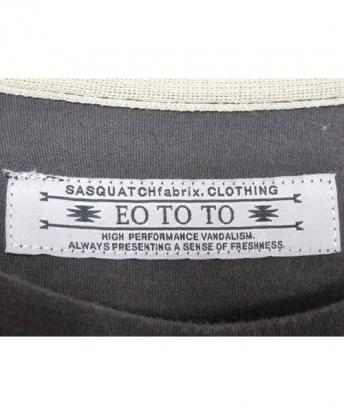 SASQUATCHfabrix.CLOTHING
EO TO TO
HIGH PERFORMANCE VANDALISM.
ALWAYS PRESENTING A SENSE OF FRESHNESS.